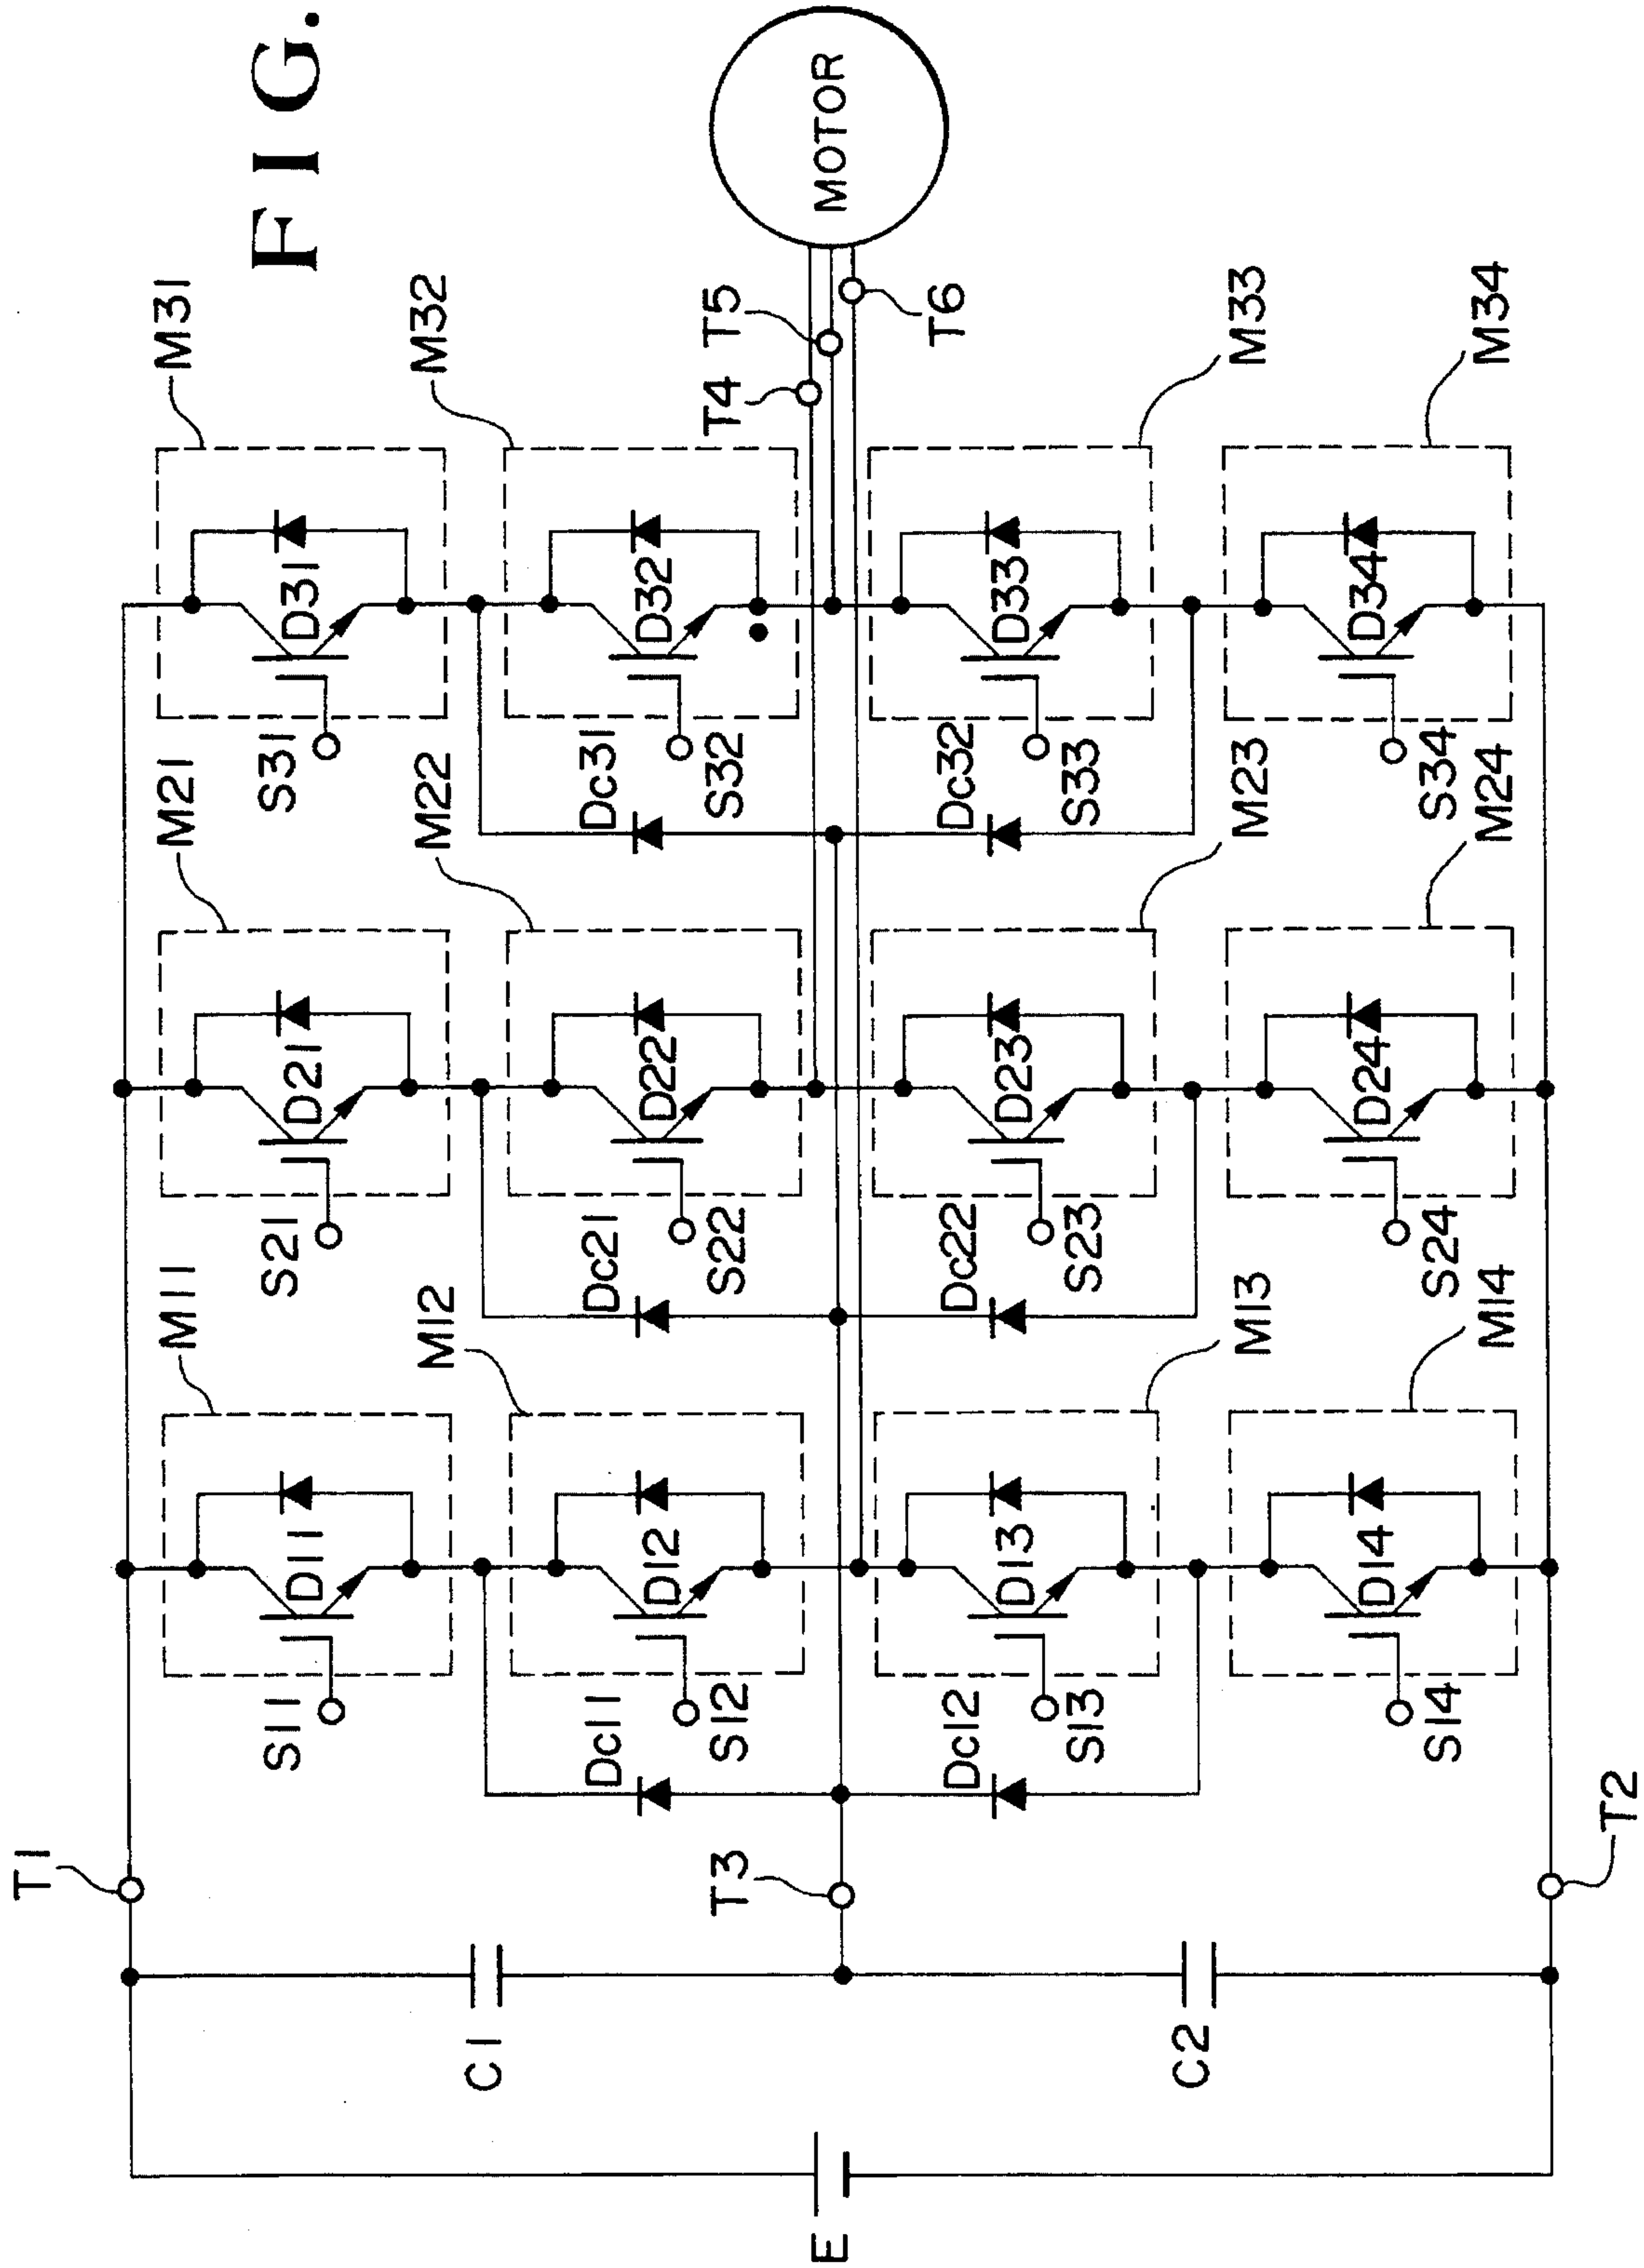 FIG.
T1
M11
M21
M31
S11
D11
S21
D21
S31
D31
C1
M12
M22
M32
Dc11
S12
D12
Dc21
S22
D22
Dc31
S32
D32
E
T3
T4
T5
MOTOR
T6
Dc12
S13
D13
Dc22
S23
D23
Dc32
S33
D33
C2
M13
M23
M33
S14
D14
S24
D24
S34
D34
M14
M24
M34
T2